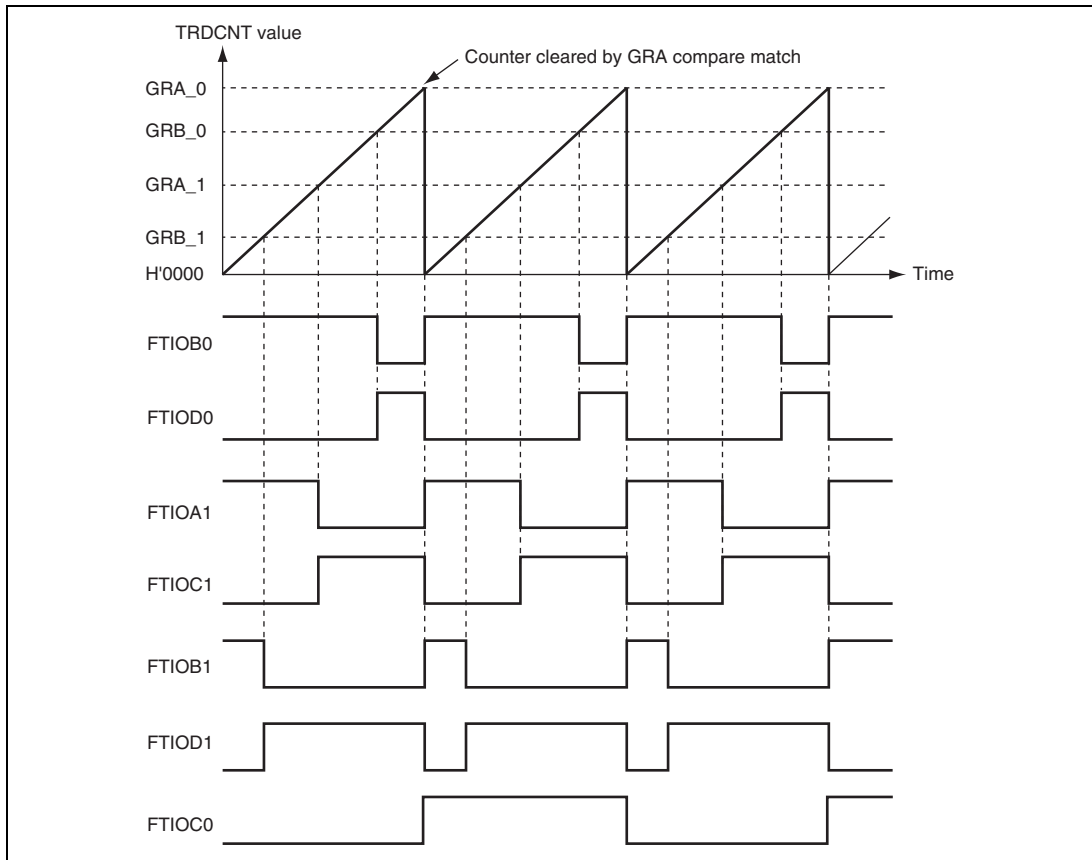 TRDCNT value
Counter cleared by GRA compare match
GRA_0
GRB_0
GRA_1
GRB_1
H'0000
Time
FTIOB0
FTIOD0
FTIOA1
FTIOC1
FTIOB1
FTIOD1
FTIOC0